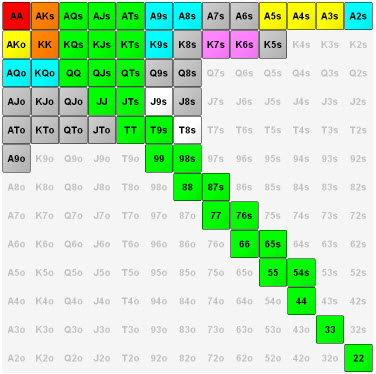 AA AKs AQs AJs ATs A9s A8s A7s A6s A5s A4s A3s A2s
AKo KK KQs KJs KTs K9s K8s K7s K6s K5s K4s K3s K2s
AQo KQo QQ QJs QTs Q9s Q8s Q7s Q6s Q5s Q4s Q3s Q2s
AJo KJo QJo JJ JTs J9s J8s J7s J6s J5s J4s J3s J2s
ATo KTo QTo JTo TT T9s T8s T7s T6s T5s T4s T3s T2s
A9o K9o Q9o J9o T9o 99 98s 97s 96s 95s 94s 93s 92s
A8o K8o Q8o J8o T8o 98o 88 87s 86s 85s 84s 83s 82s
A7o K7o Q7o J7o T7o 97o 87o 77 76s 75s 74s 73s 72s
A6o K6o Q6o J6o T6o 96o 86o 76o 66 65s 64s 63s 62s
A5o K5o Q5o J5o T5o 95o 85o 75o 65o 55 54s 53s 52s
A4o K4o Q4o J4o T4o 94o 84o 74o 64o 54o 44 43s 42s
A3o K3o Q3o J3o T3o 93o 83o 73o 63o 53o 43o 33 32s
A2o K2o Q2o J2o T2o 92o 82o 72o 62o 52o 42o 32o 22